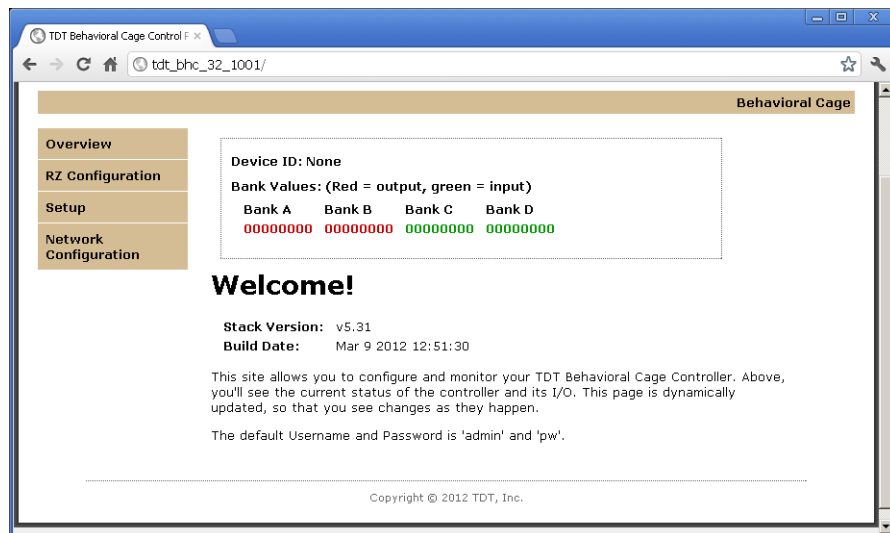 TDT Behavioral Cage Control F
tdt_bhc_32_1001/
Behavioral Cage
Overview
RZ Configuration
Setup
Network
Configuration
Device ID: None
Bank Values: (Red = output, green = input)
Bank A Bank B Bank C Bank D
00000000 00000000 00000000 00000000
Welcome!
Stack Version: v5.31
Build Date: Mar 9 2012 12:51:30
This site allows you to configure and monitor your TDT Behavioral Cage Controller. Above,
you'll see the current status of the controller and its I/O. This page is dynamically
updated, so that you see changes as they happen.
The default Username and Password is 'admin' and 'pw'.
Copyright © 2012 TDT, Inc.